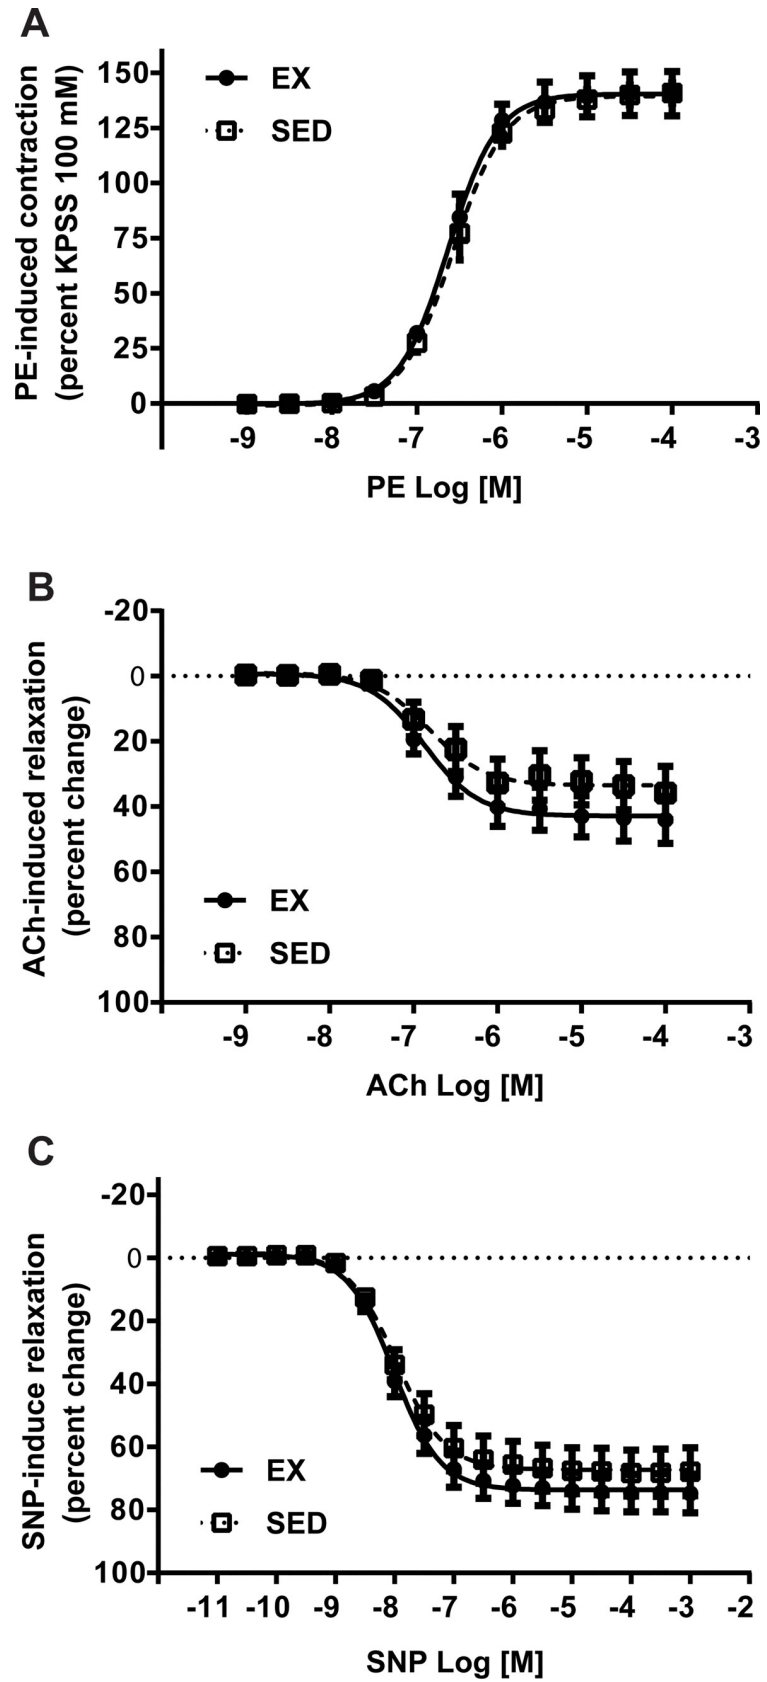 A
PE-induced contraction
(percent KPSS 100 mM)
150
125
100
75
50
25
0
EX
SED
-9 -8 -7 -6 -5 -4 -3
PE Log [M]
B
ACh-induced relaxation
(percent change)
-20
0
20
40
60
80
100
EX
SED
-9 -8 -7 -6 -5 -4 -3
ACh Log [M]
C
SNP-induce relaxation
(percent change)
-20
0
20
40
60
80
100
EX
SED
-11 -10 -9 -8 -7 -6 -5 -4 -3 -2
SNP Log [M]